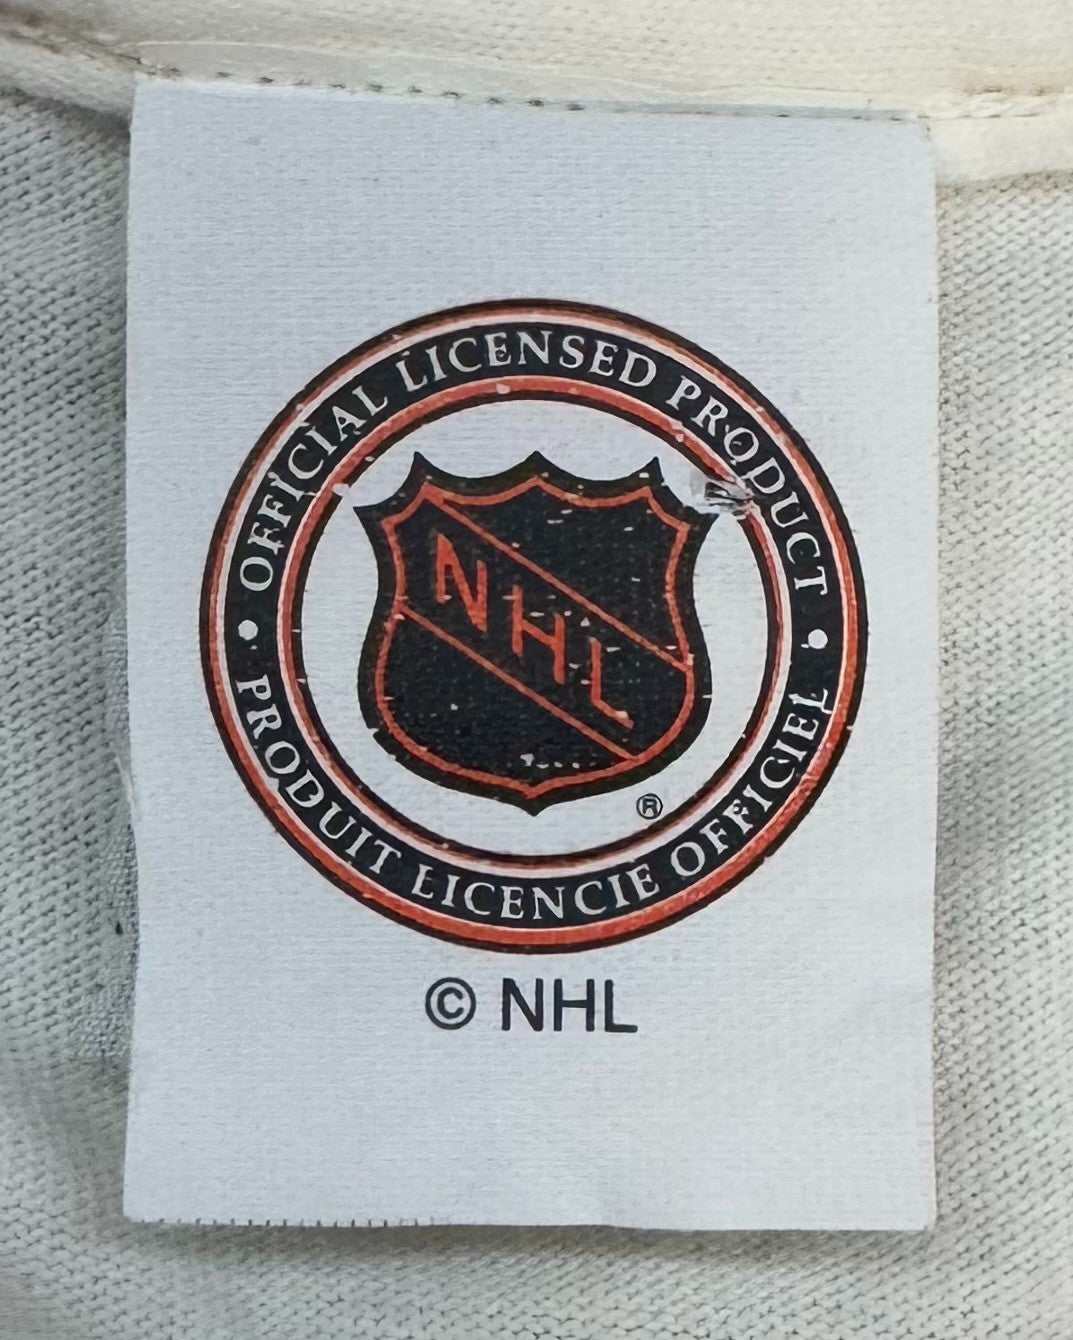 OFFICIAL LICENSED PRODUCT
NHL
®
PRODUIT LICENCIE OFFICIEL
© NHL